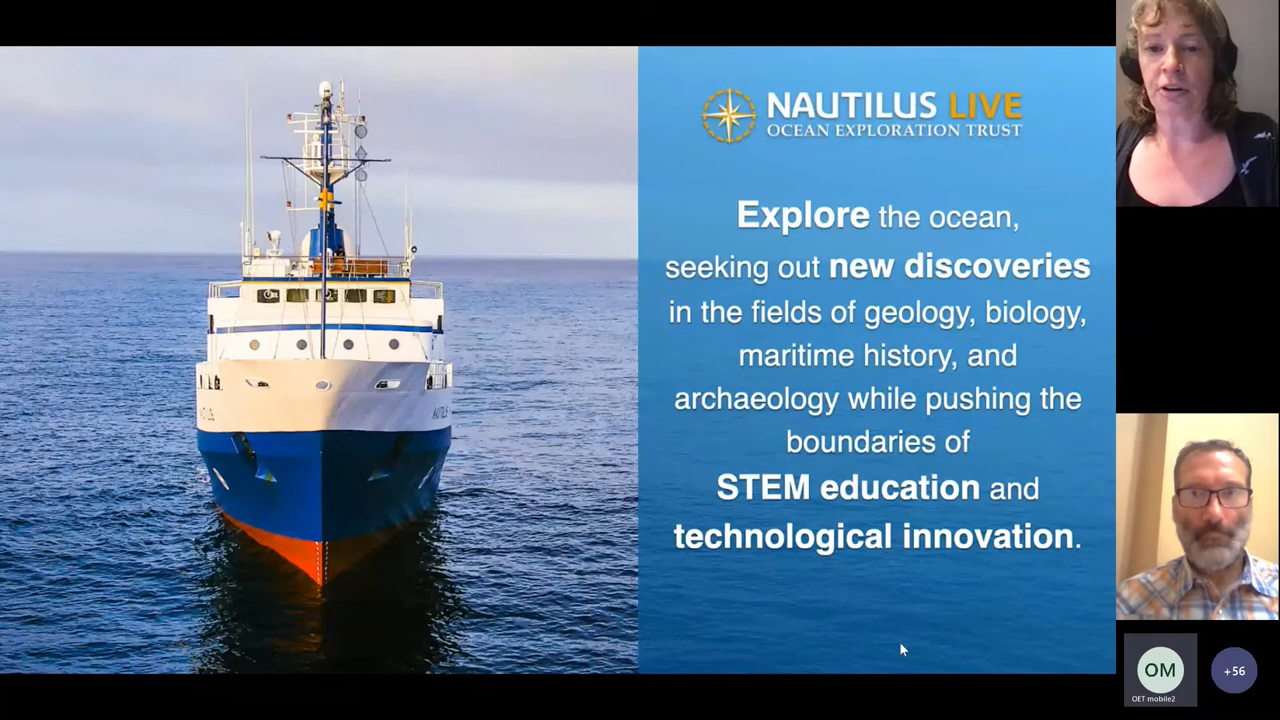 NAUTILUS LIVE
OCEAN EXPLORATION TRUST
Explore the ocean,
seeking out new discoveries
in the fields of geology, biology,
maritime history, and
archaeology while pushing the
boundaries of
STEM education and
technological innovation.
OM
OET mobile2
+56